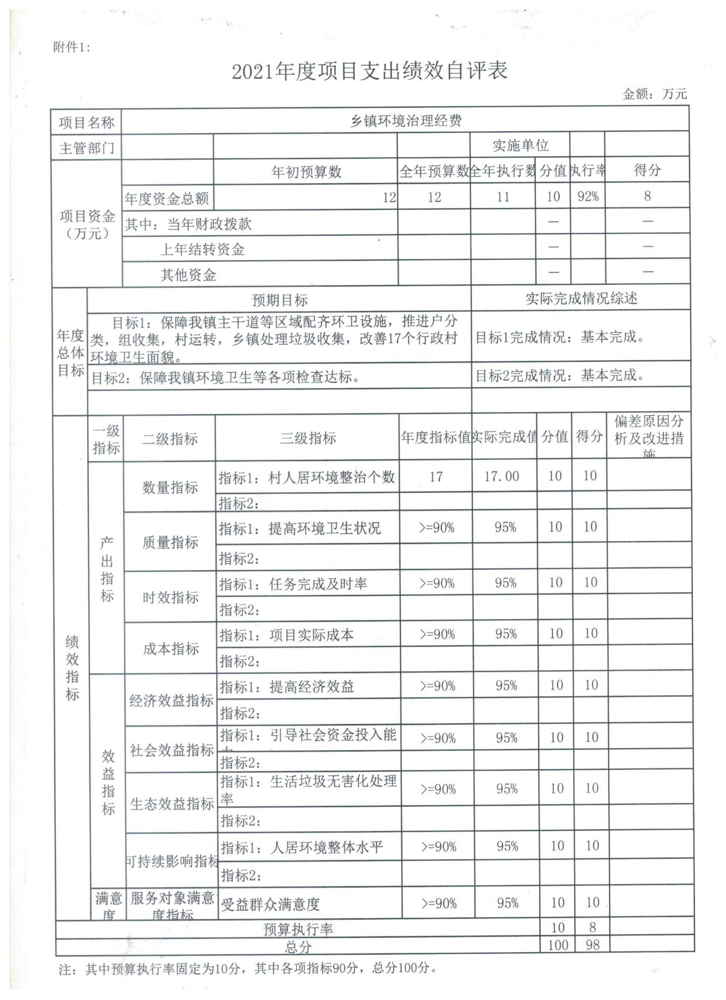 附件1:
2021年度项目支出绩效自评表
金额：万元
项目名称 乡镇环境治理经费
主管部门 实施单位
年初预算数 全年预算数 全年执行数 分值 执行率 得分
项目资金
（万元）
年度资金总额 12 12 11 10 92% 8
其中：当年财政拨款 — —
上年结转资金 — —
其他资金 — —
年度
总体
目标
预期目标 实际完成情况综述
目标1：保障我镇主干道等区域配齐环卫设施，推进户分
类，组收集，村运转，乡镇处理垃圾收集，改善17个行政村
环境卫生面貌。
目标1完成情况：基本完成。
目标2：保障我镇环境卫生等各项检查达标。 目标2完成情况：基本完成。
绩
效
指
标
一级
指标
二级指标 三级指标 年度指标值 实际完成值 分值 得分
偏差原因分
析及改进措
施
产
出
指
标
数量指标
指标1：村人居环境整治个数 17 17.00 10 10
指标2：
质量指标
指标1：提高环境卫生状况 >=90% 95% 10 10
指标2：
时效指标
指标1：任务完成及时率 >=90% 95% 10 10
指标2：
成本指标
指标1：项目实际成本 >=90% 95% 10 10
指标2：
效
益
指
标
经济效益指标
指标1：提高经济效益 >=90% 95% 10 10
指标2：
社会效益指标
指标1：引导社会资金投入能 >=90% 95% 10 10
指标2：
生态效益指标
指标1：生活垃圾无害化处理
率
>=90% 95% 10 10
指标2：
可持续影响指标
指标1：人居环境整体水平 >=90% 95% 10 10
指标2：
满意
度
服务对象满意
度指标
受益群众满意度 >=90% 95% 10 10
预算执行率 10 8
总分 100 98
注：其中预算执行率固定为10分，其中各项指标90分，总分100分。